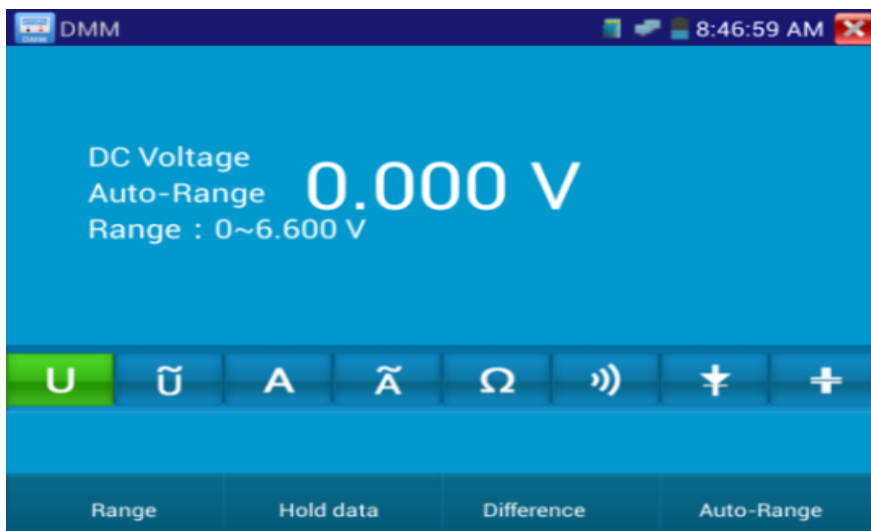 DMM 8:46:59 AM
DC Voltage
Auto-Range 0.000 V
Range : 0~6.600 V
U Ũ A Ã Ω
Range Hold data Difference Auto-Range